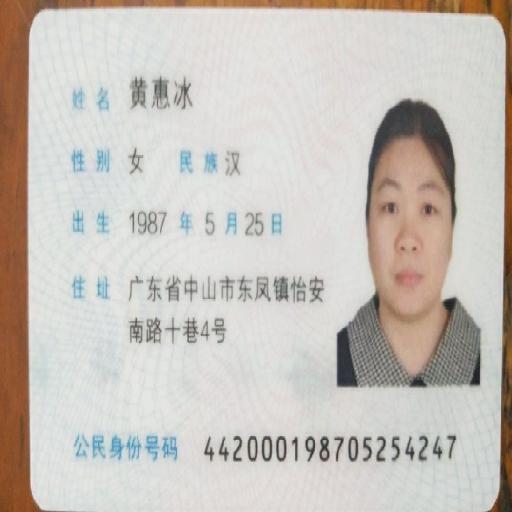 姓名 黄惠冰
性别 女 民族 汉
出生 1987 年 5 月 25 日
住址 广东省中山市东凤镇怡安
南路十巷4号
公民身份号码 442000198705254247